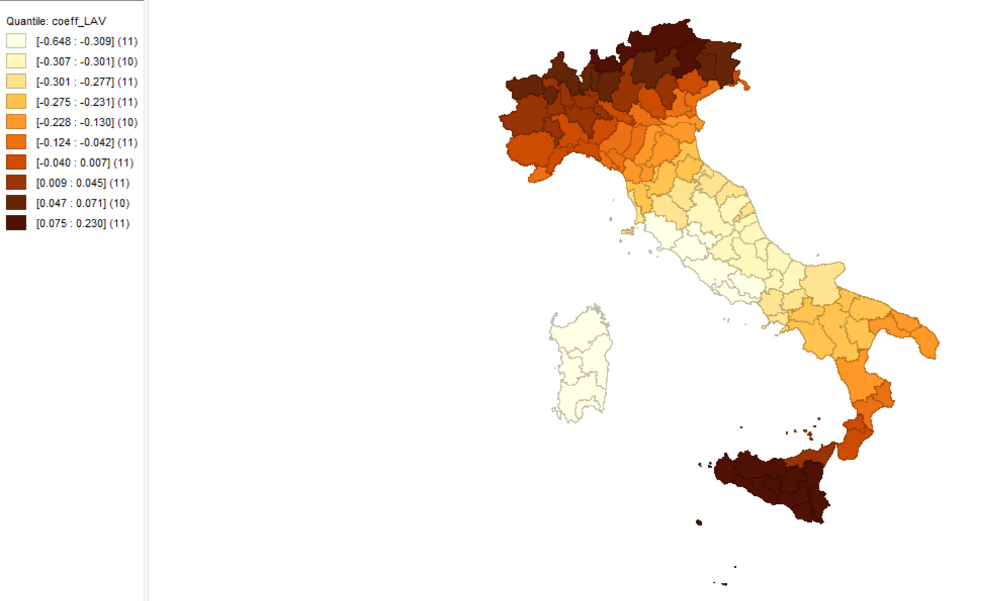 Quantile: coeff_LAV
[-0.648 : -0.309] (11)
[-0.307 : -0.301] (10)
[-0.301 : -0.277] (11)
[-0.275 : -0.231] (11)
[-0.228 : -0.130] (10)
[-0.124 : -0.042] (11)
[-0.040 : 0.007] (11)
[0.009 : 0.045] (11)
[0.047 : 0.071] (10)
[0.075 : 0.230] (11)